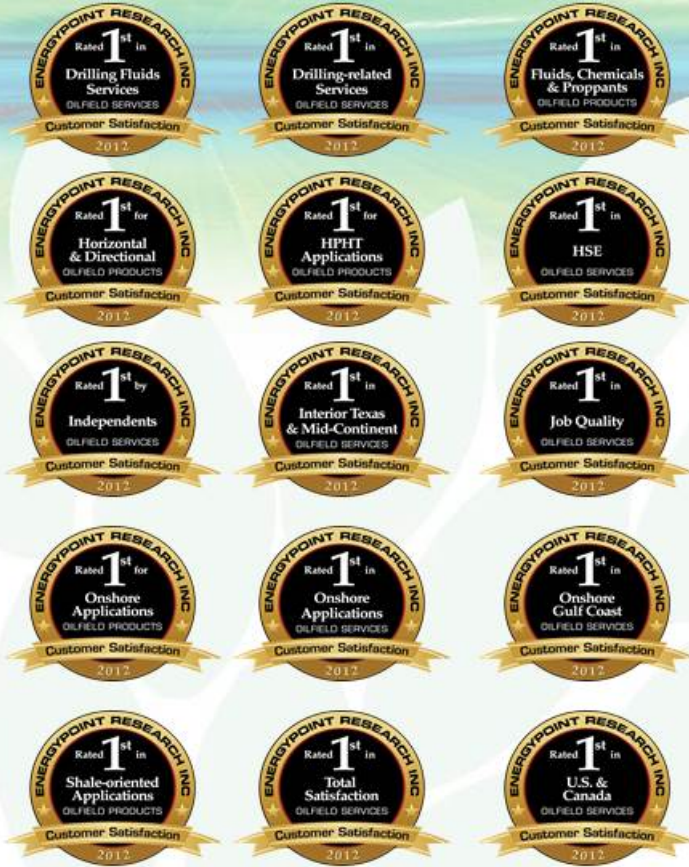 ENERGYPOINT RESEARCH INC
Rated 1st in
Drilling Fluids
Services
OILFIELD SERVICES
Customer Satisfaction
2012
ENERGYPOINT RESEARCH INC
Rated 1st in
Drilling-related
Services
OILFIELD SERVICES
Customer Satisfaction
2012
ENERGYPOINT RESEARCH INC
Rated 1st in
Fluids, Chemicals
& Proppants
OILFIELD PRODUCTS
Customer Satisfaction
2012
ENERGYPOINT RESEARCH INC
Rated 1st for
Horizontal
& Directional
OILFIELD PRODUCTS
Customer Satisfaction
2012
ENERGYPOINT RESEARCH INC
Rated 1st for
HPHT
Applications
OILFIELD PRODUCTS
Customer Satisfaction
2012
ENERGYPOINT RESEARCH INC
Rated 1st in
HSE
OILFIELD SERVICES
Customer Satisfaction
2012
ENERGYPOINT RESEARCH INC
Rated 1st by
Independents
OILFIELD SERVICES
Customer Satisfaction
2012
ENERGYPOINT RESEARCH INC
Rated 1st in
Interior Texas
& Mid-Continent
OILFIELD SERVICES
Customer Satisfaction
2012
ENERGYPOINT RESEARCH INC
Rated 1st in
Job Quality
OILFIELD SERVICES
Customer Satisfaction
2012
ENERGYPOINT RESEARCH INC
Rated 1st for
Onshore
Applications
OILFIELD PRODUCTS
Customer Satisfaction
2012
ENERGYPOINT RESEARCH INC
Rated 1st in
Onshore
Applications
OILFIELD SERVICES
Customer Satisfaction
2012
ENERGYPOINT RESEARCH INC
Rated 1st in
Onshore
Gulf Coast
OILFIELD SERVICES
Customer Satisfaction
2012
ENERGYPOINT RESEARCH INC
Rated 1st in
Shale-oriented
Applications
OILFIELD PRODUCTS
Customer Satisfaction
2012
ENERGYPOINT RESEARCH INC
Rated 1st in
Total
Satisfaction
OILFIELD SERVICES
Customer Satisfaction
2012
ENERGYPOINT RESEARCH INC
Rated 1st in
U.S. &
Canada
OILFIELD SERVICES
Customer Satisfaction
2012